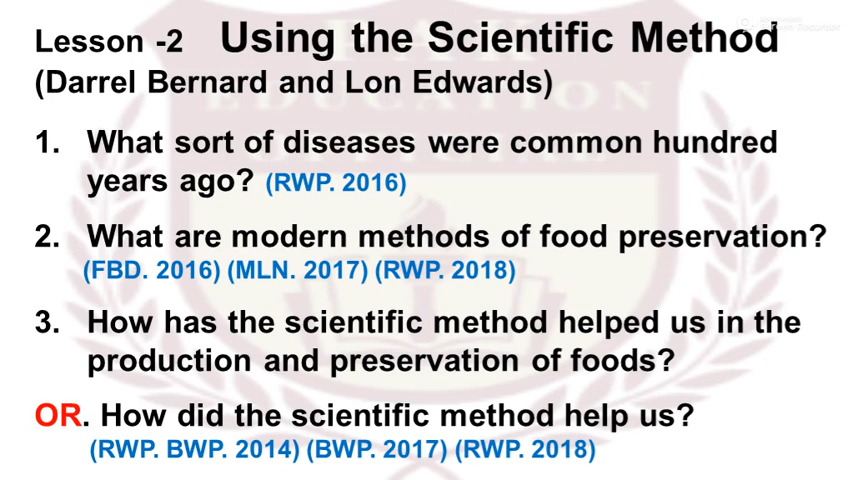 Lesson -2 Using the Scientific Method
(Darrel Bernard and Lon Edwards)
1. What sort of diseases were common hundred
years ago? (RWP. 2016)
2. What are modern methods of food preservation?
(FBD. 2016) (MLN. 2017) (RWP. 2018)
3. How has the scientific method helped us in the
production and preservation of foods?
OR. How did the scientific method help us?
(RWP. BWP. 2014) (BWP. 2017) (RWP. 2018)
EDUCATION
OFFICIAL